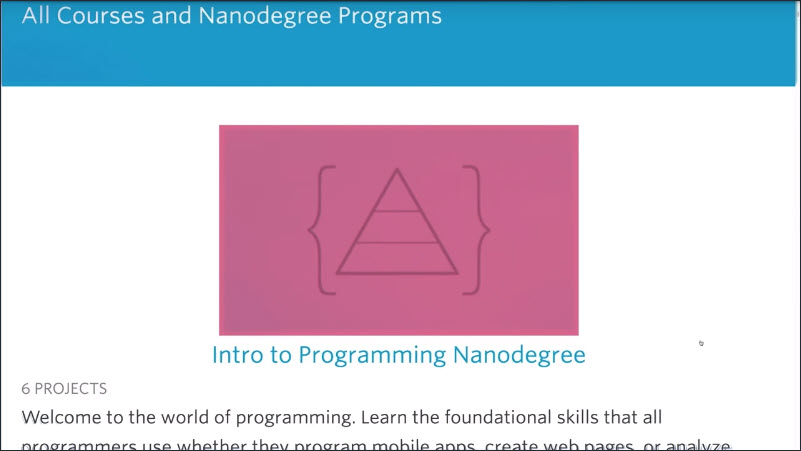 All Courses and Nanodegree Programs
Intro to Programming Nanodegree
6 PROJECTS
Welcome to the world of programming. Learn the foundational skills that all
programmers use whether they program mobile apps, create web pages, or analyze